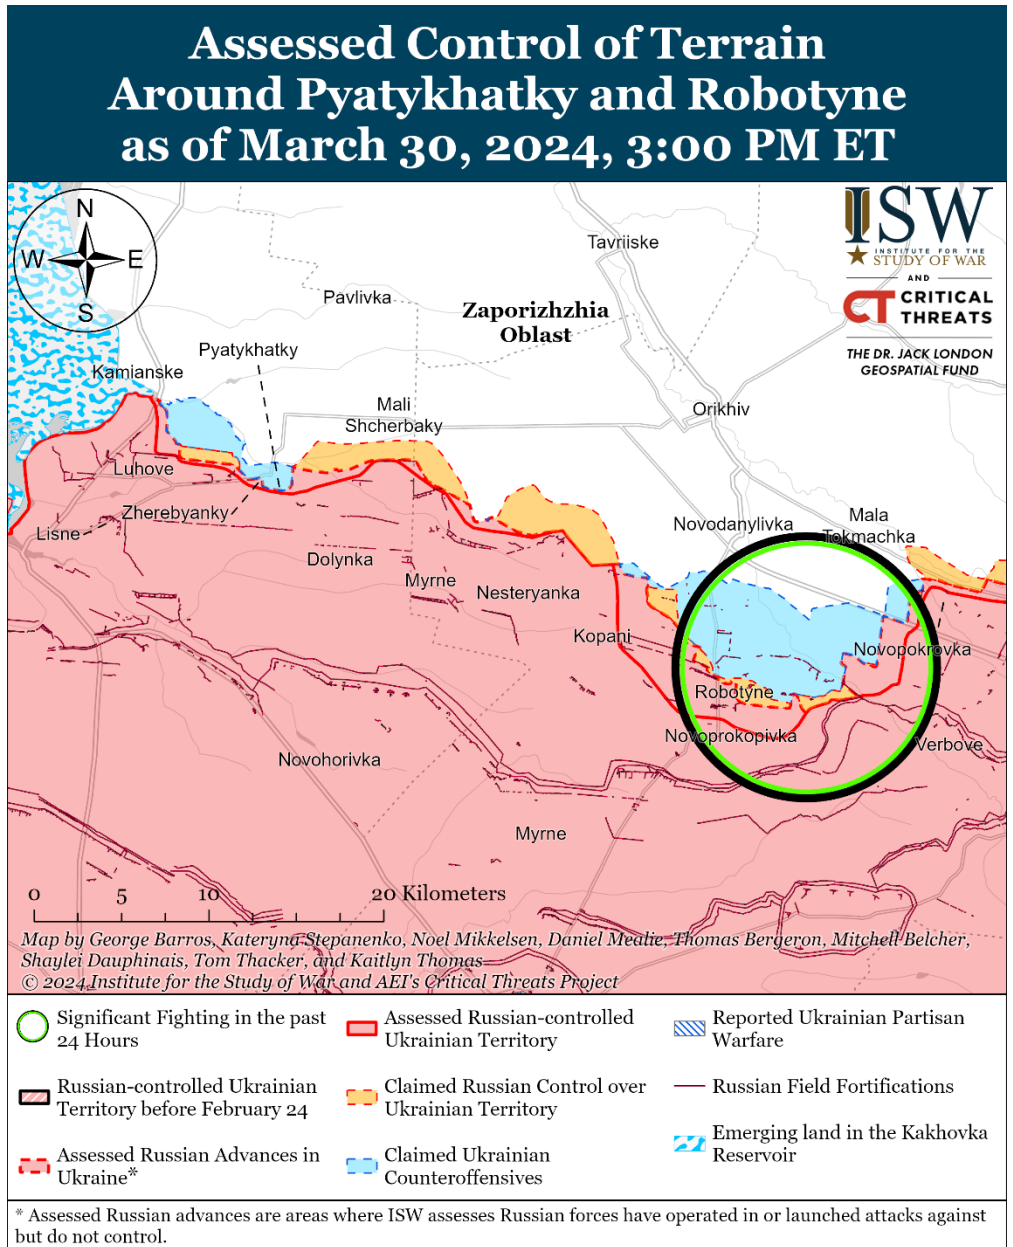 Assessed Control of Terrain
Around Pyatykhatky and Robotyne
as of March 30, 2024, 3:00 PM ET
N
W
E
S
ISW
INSTITUTE FOR THE
STUDY OF WAR
AND
CT CRITICAL
THREATS
THE DR. JACK LONDON
GEOSPATIAL FUND
Tavriiske
Pavlivka
Zaporizhzhia
Oblast
Pyatykhatky
Kamianske
Mali
Shcherbaky
Orikhiv
Luhove
Zherebyanky
Lisne
Novodanylivka
Mala
Tokmachka
Dolynka
Myrne
Nesteryanka
Kopani
Novopokrovka
Robotyne
Novoprokopivka
Verbove
Novohorivka
Myrne
0 5 10 20 Kilometers
Map by George Barros, Kateryna Stepanenko, Noel Mikkelsen, Daniel Mealie, Thomas Bergeron, Mitchell Belcher,
Shaylei Dauphinais, Tom Thacker, and Kaitlyn Thomas
© 2024 Institute for the Study of War and AEI's Critical Threats Project
Significant Fighting in the past
24 Hours
Russian-controlled Ukrainian
Territory before February 24
Assessed Russian Advances in
Ukraine*
Assessed Russian-controlled
Ukrainian Territory
Claimed Russian Control over
Ukrainian Territory
Claimed Ukrainian
Counteroffensives
Reported Ukrainian Partisan
Warfare
Russian Field Fortifications
Emerging land in the Kakhovka
Reservoir
* Assessed Russian advances are areas where ISW assesses Russian forces have operated in or launched attacks against
but do not control.